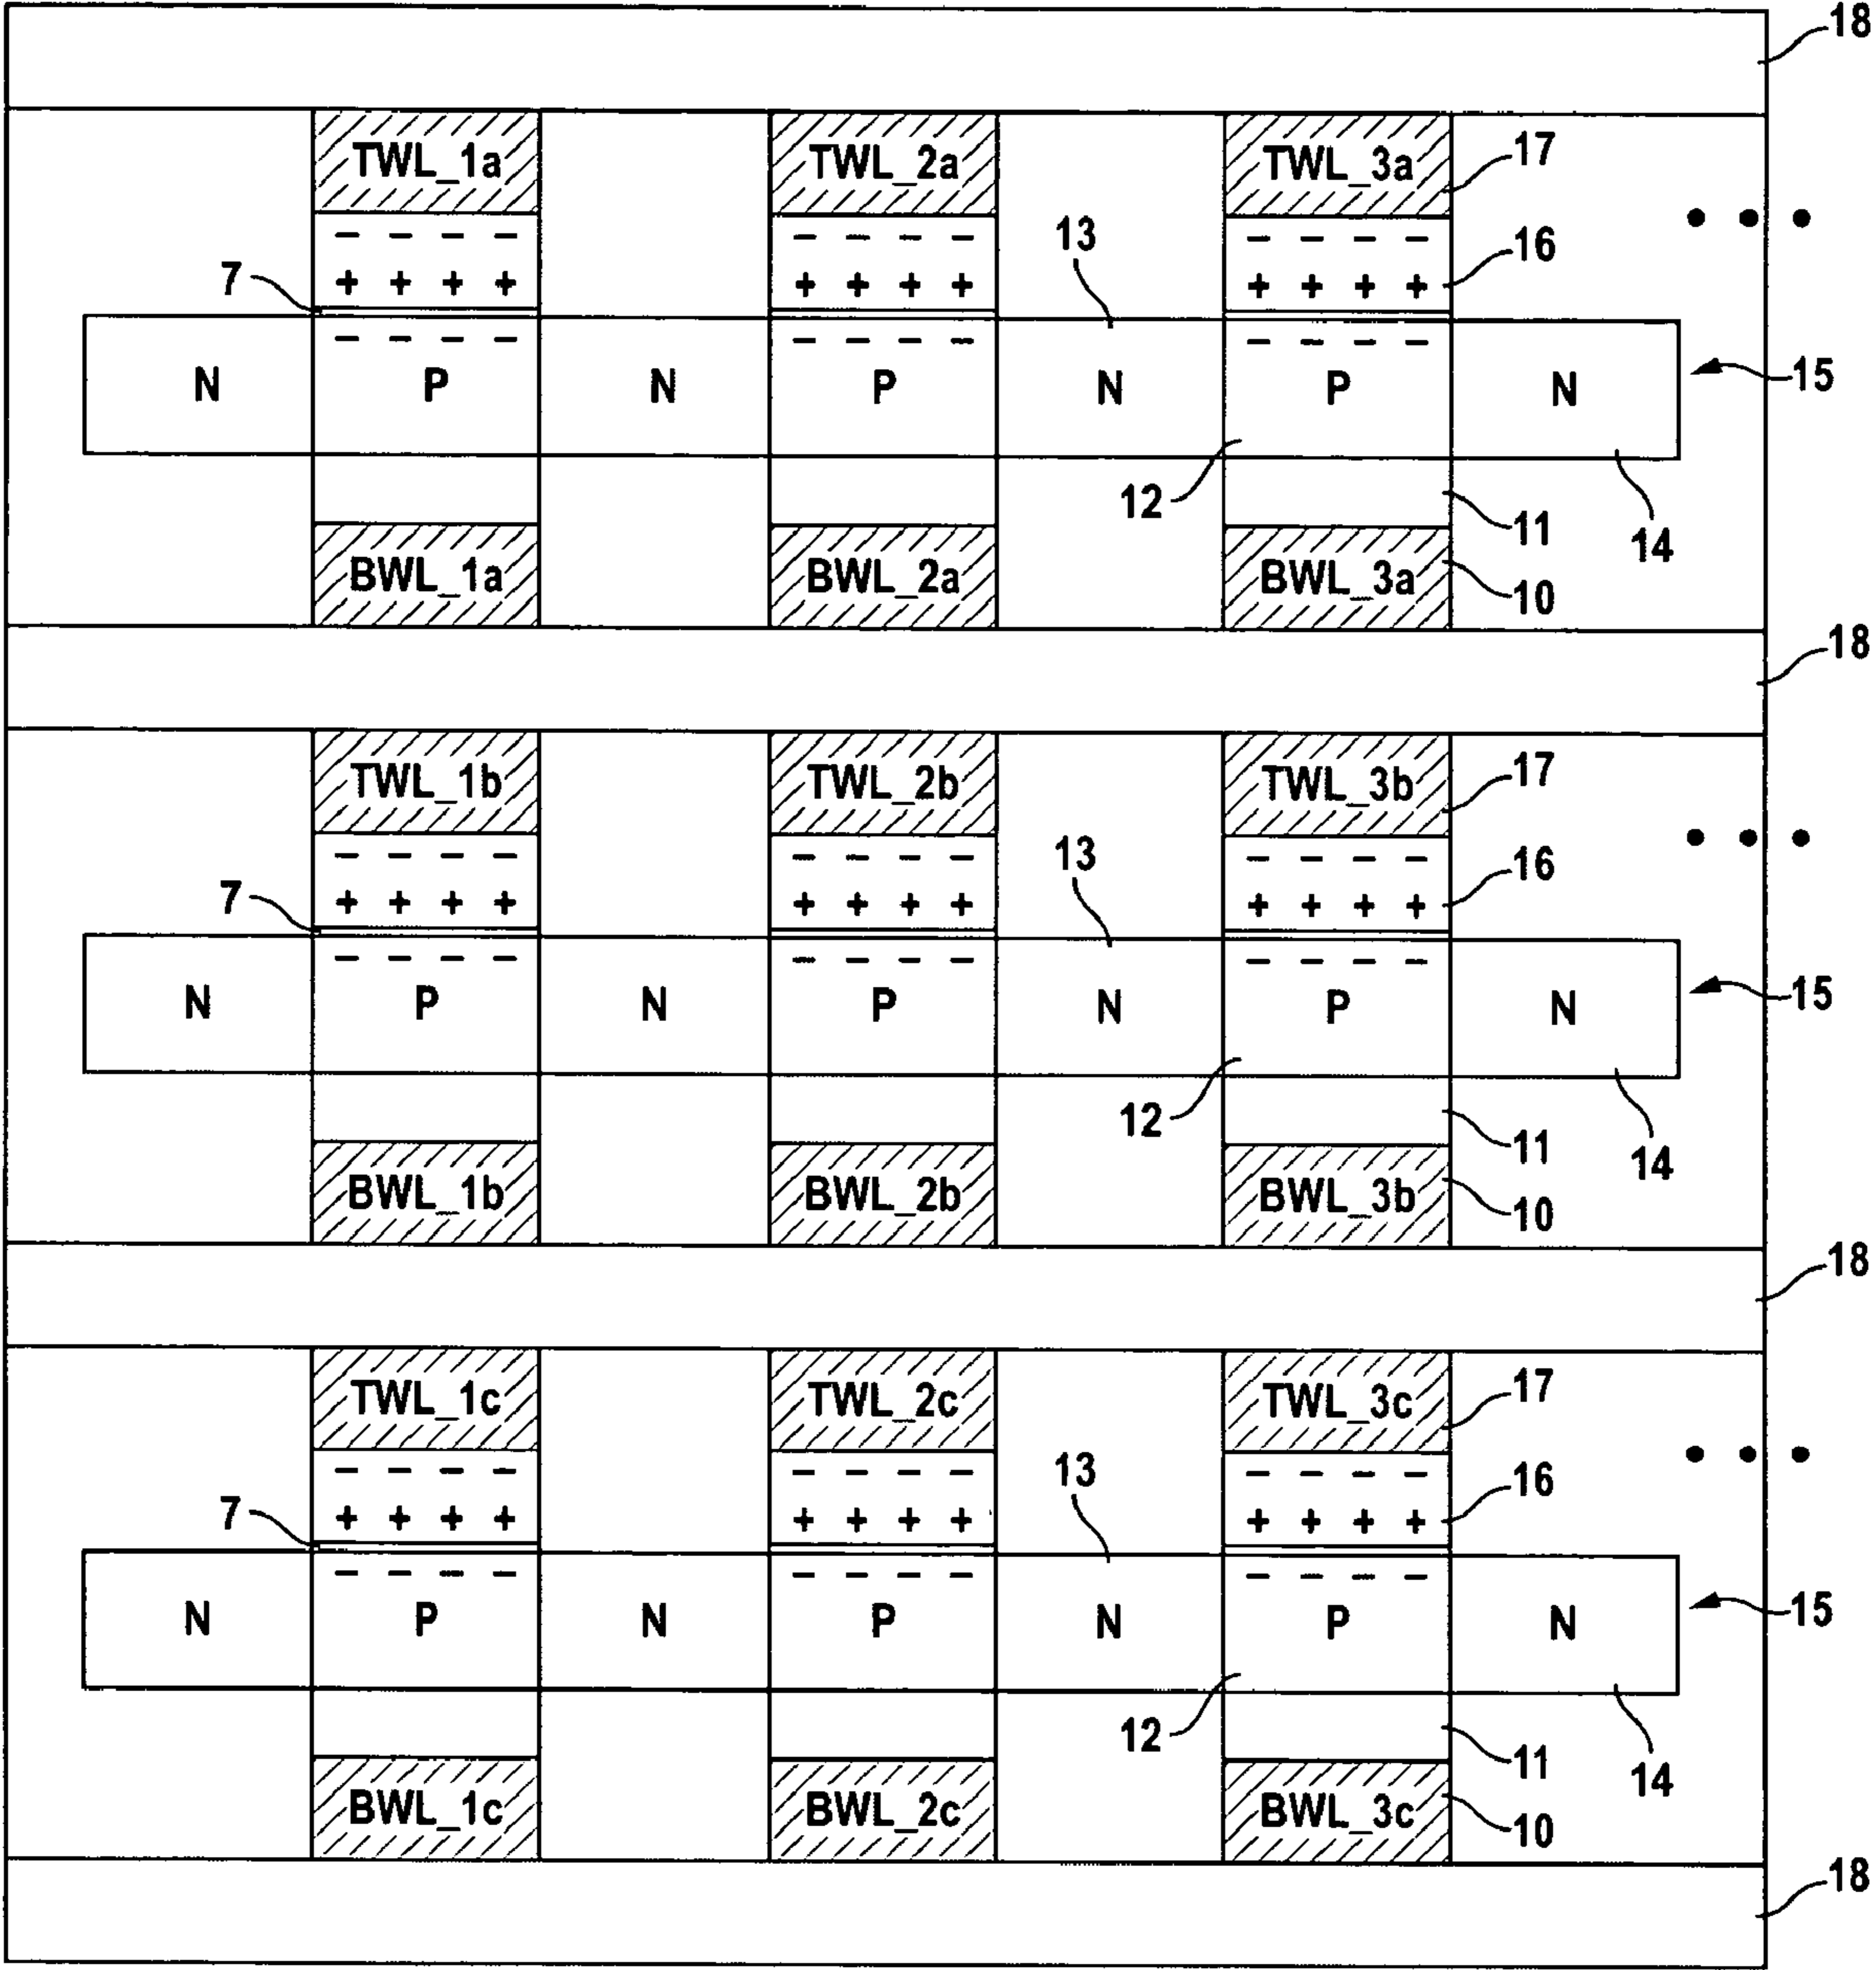 18
TWL_1a TWL_2a TWL_3a 17
- - - - - - - - 13 - - - - 16 • • •
7 + + + + + + + + + + + +
- - - - - - - - - - - -
N P N P N P N 15
12 11 14
BWL_1a BWL_2a BWL_3a 10
18
TWL_1b TWL_2b TWL_3b 17
- - - - - - - - 13 - - - - 16 • • •
7 + + + + + + + + + + + +
- - - - - - - - - - - -
N P N P N P N 15
12 11 14
BWL_1b BWL_2b BWL_3b 10
18
TWL_1c TWL_2c TWL_3c 17
- - - - - - - - 13 - - - - 16 • • •
7 + + + + + + + + + + + +
- - - - - - - - - - - -
N P N P N P N 15
12 11 14
BWL_1c BWL_2c BWL_3c 10
18